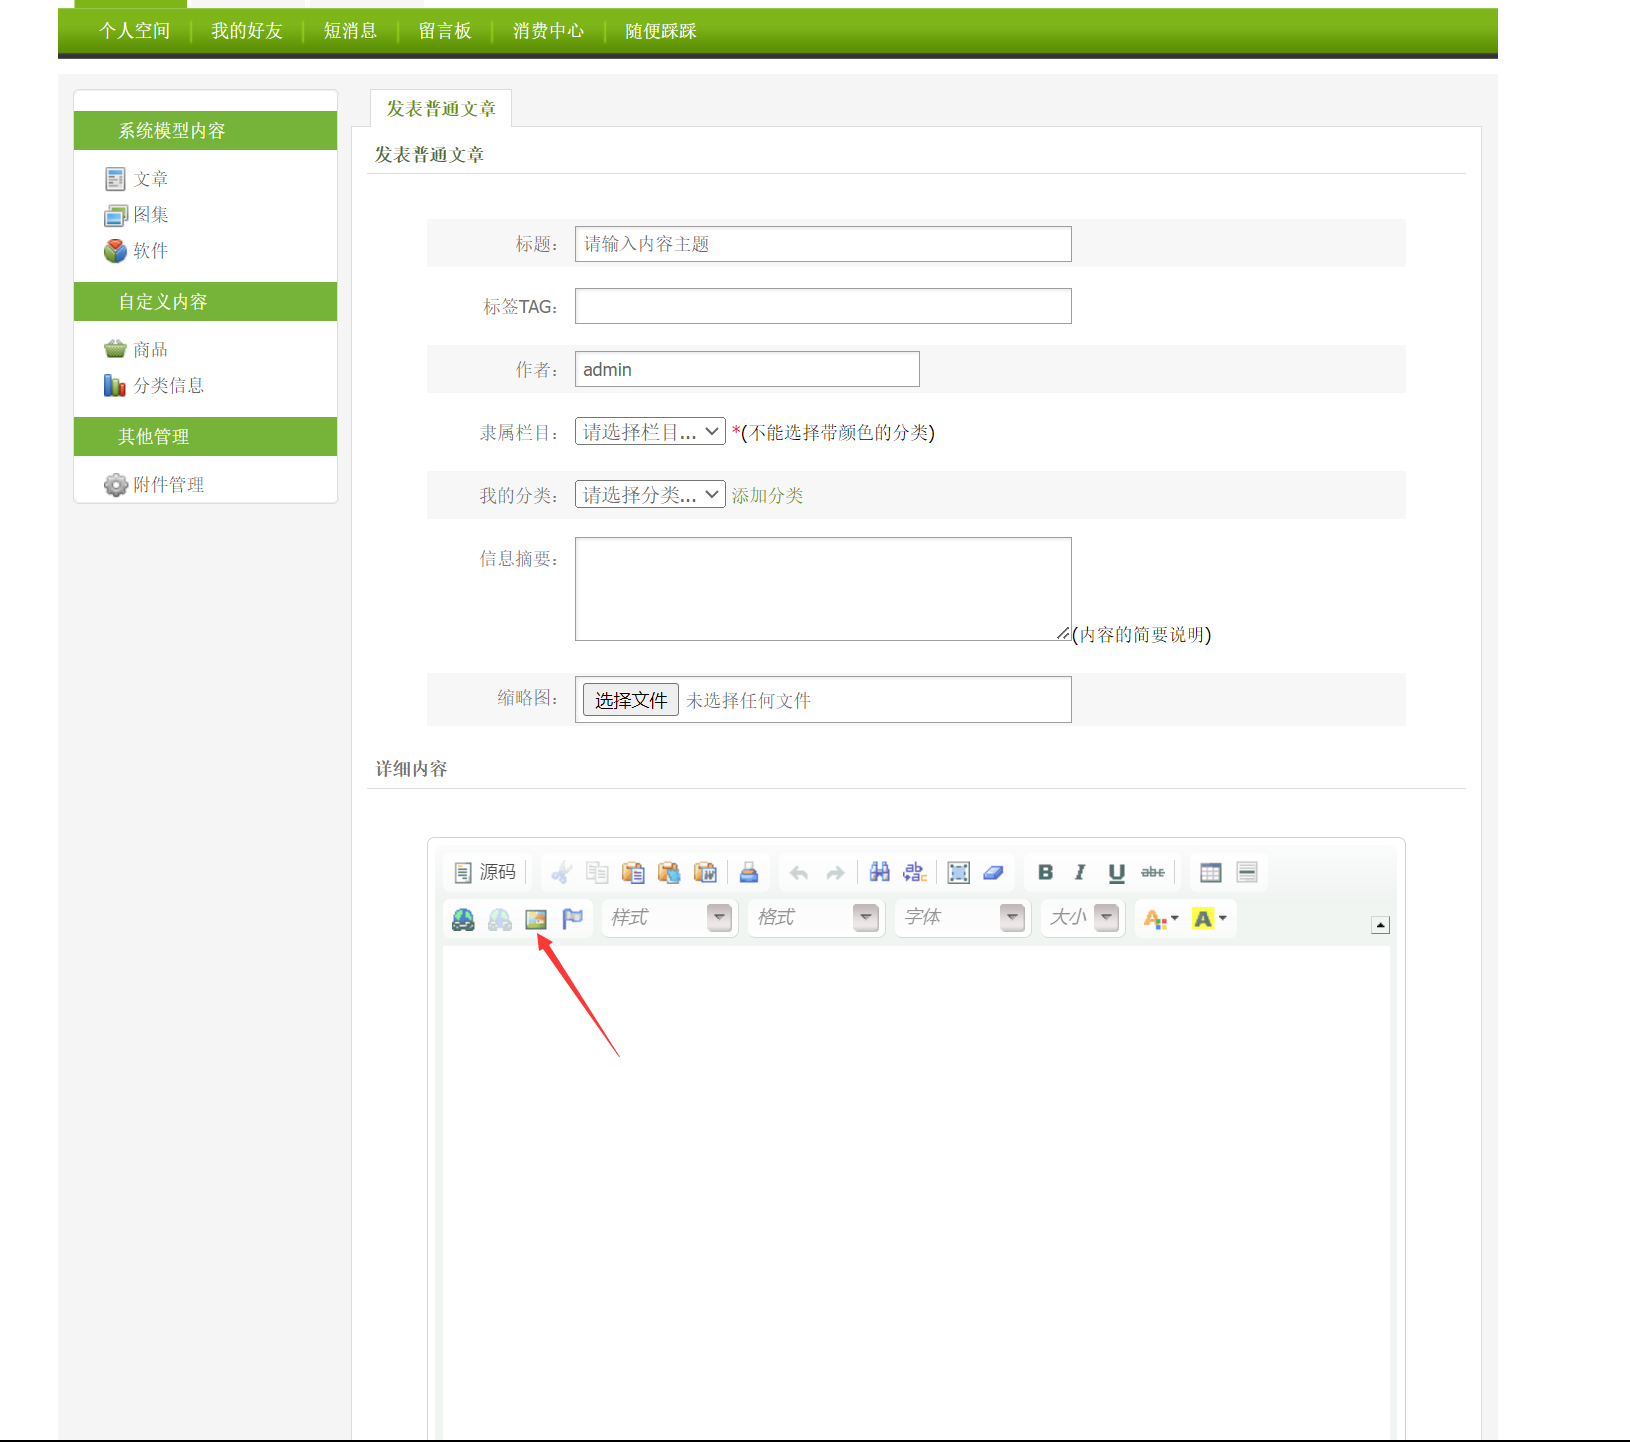 个人空间 我的好友 短消息 留言板 消费中心 随便踩踩
系统模型内容
文章
图集
软件
自定义内容
商品
分类信息
其他管理
附件管理
发表普通文章
发表普通文章
标题： 请输入内容主题
标签TAG：
作者： admin
隶属栏目： 请选择栏目... *(不能选择带颜色的分类)
我的分类： 请选择分类... 添加分类
信息摘要：
(内容的简要说明)
缩略图： 选择文件 未选择任何文件
详细内容
源码 B I U abc
样式 格式 字体 大小 A A